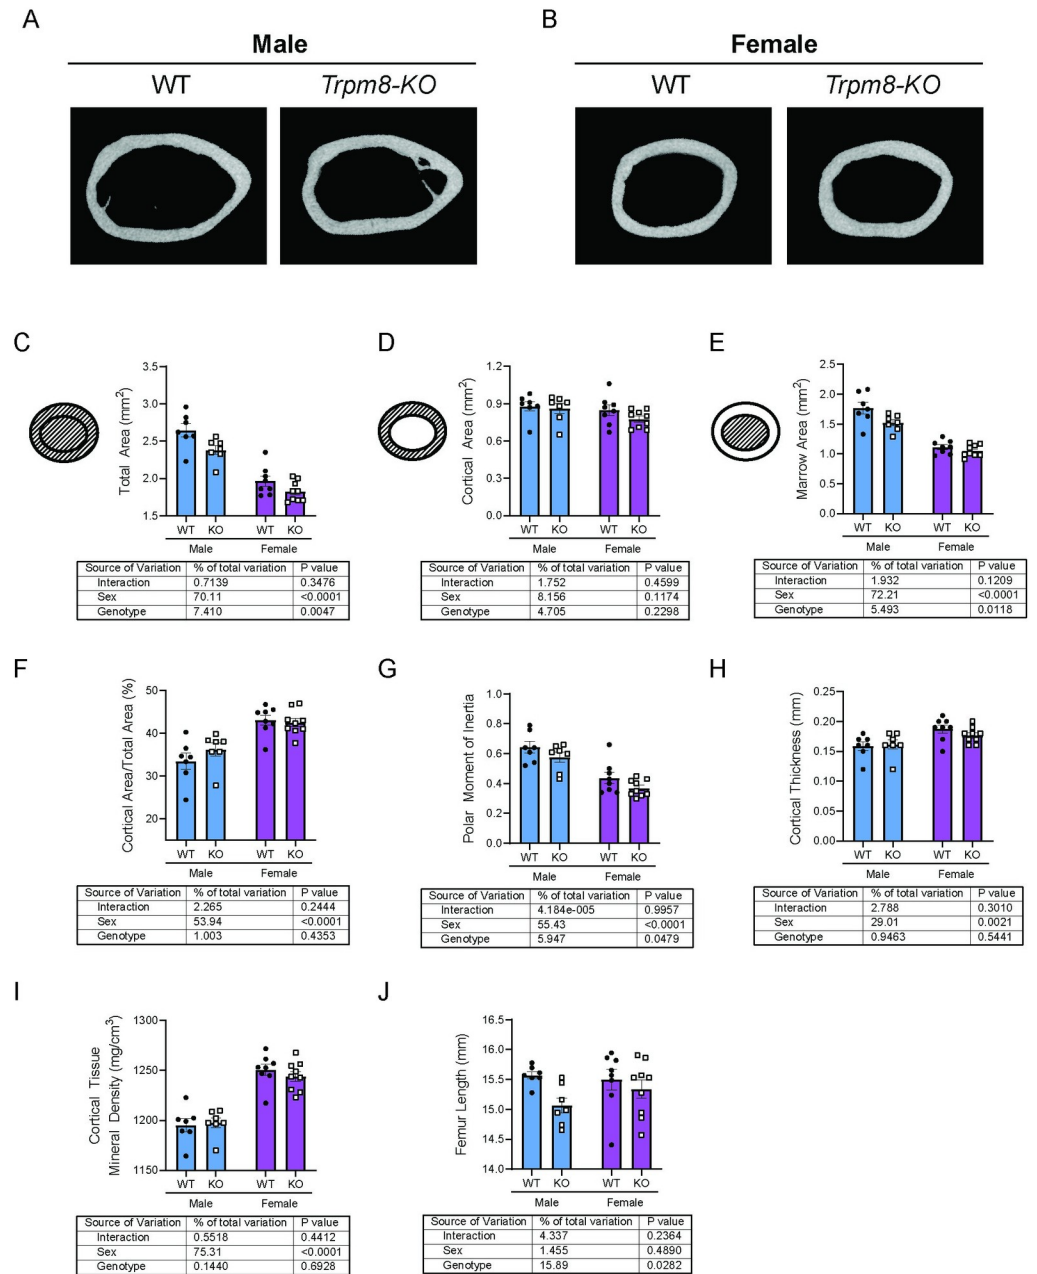 A
B
Male
Female
WT
Trpm8-KO
WT
Trpm8-KO
C
D
E
Total Area (mm²)
3.5
3.0
2.5
2.0
1.5
WT KO WT KO
Male Female
Source of Variation % of total variation P value
Interaction 0.7139 0.3476
Sex 70.11 <0.0001
Genotype 7.410 0.0047
Cortical Area (mm²)
1.2
0.9
0.6
0.3
0.0
WT KO WT KO
Male Female
Source of Variation % of total variation P value
Interaction 1.752 0.4599
Sex 8.156 0.1174
Genotype 4.705 0.2298
Marrow Area (mm²)
2.5
2.0
1.5
1.0
0.5
0.0
WT KO WT KO
Male Female
Source of Variation % of total variation P value
Interaction 1.932 0.1209
Sex 72.21 <0.0001
Genotype 5.493 0.0118
F
G
H
Cortical Area/Total Area (%)
50
40
30
20
WT KO WT KO
Male Female
Source of Variation % of total variation P value
Interaction 2.265 0.2444
Sex 53.94 <0.0001
Genotype 1.003 0.4353
Polar Moment of Inertia
1.0
0.8
0.6
0.4
0.2
0.0
WT KO WT KO
Male Female
Source of Variation % of total variation P value
Interaction 4.184e-005 0.9957
Sex 55.43 <0.0001
Genotype 5.947 0.0479
Cortical Thickness (mm)
0.25
0.20
0.15
0.10
0.05
0.00
WT KO WT KO
Male Female
Source of Variation % of total variation P value
Interaction 2.788 0.3010
Sex 29.01 0.0021
Genotype 0.9463 0.5441
I
J
Cortical Tissue
Mineral Density (mg/cm³)
1300
1250
1200
1150
WT KO WT KO
Male Female
Source of Variation % of total variation P value
Interaction 0.5518 0.4412
Sex 75.31 <0.0001
Genotype 0.1440 0.6928
Femur Length (mm)
16.5
16.0
15.5
15.0
14.5
14.0
WT KO WT KO
Male Female
Source of Variation % of total variation P value
Interaction 4.337 0.2364
Sex 1.455 0.4890
Genotype 15.89 0.0282